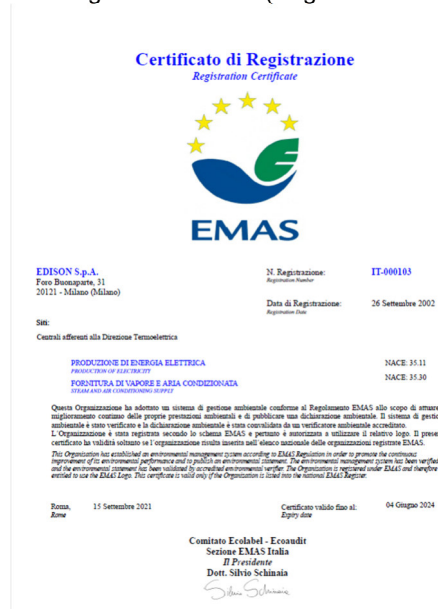 Certificato di Registrazione
Registration Certificate
EMAS
EDISON S.p.A.
Foro Buonaparte, 31
20121 - Milano (Milano)
N. Registrazione: IT-000103
Registration Number
Data di Registrazione: 26 Settembre 2002
Registration Date
Siti:
Centrali afferenti alla Direzione Termoelettrica
PRODUZIONE DI ENERGIA ELETTRICA NACE: 35.11
PRODUCTION OF ELECTRICITY
FORNITURA DI VAPORE E ARIA CONDIZIONATA NACE: 35.30
STEAM AND AIR CONDITIONING SUPPLY
Questa Organizzazione ha adottato un sistema di gestione ambientale conforme al Regolamento EMAS allo scopo di attuare
miglioramento continuo delle proprie prestazioni ambientali e di pubblicare una dichiarazione ambientale. Il sistema di gestio
ambientale è stato verificato e la dichiarazione ambientale è stata convalidata da un verificatore ambientale accreditato.
L'Organizzazione è stata registrata secondo lo schema EMAS e pertanto è autorizzata a utilizzare il relativo logo. Il presen
certificato ha validità soltanto se l'organizzazione risulta inserita nell'elenco nazionale delle organizzazioni registrate EMAS.
This Organisation has established an environmental management system according to EMAS Regulation in order to promote the continuous
improvement of its environmental performance and to publish an environmental statement. The environmental management system has been verified
and the environmental statement has been validated by accredited environmental verifier. The Organisation is registered under EMAS and therefore
entitled to use the EMAS Logo. This certificate is valid only if the Organisation is listed into the national EMAS Register.
Roma, 15 Settembre 2021
Rome
Certificato valido fino al: 04 Giugno 2024
Expiry date
Comitato Ecolabel - Ecoaudit
Sezione EMAS Italia
Il Presidente
Dott. Silvio Schinaia
Silvio Schinaia